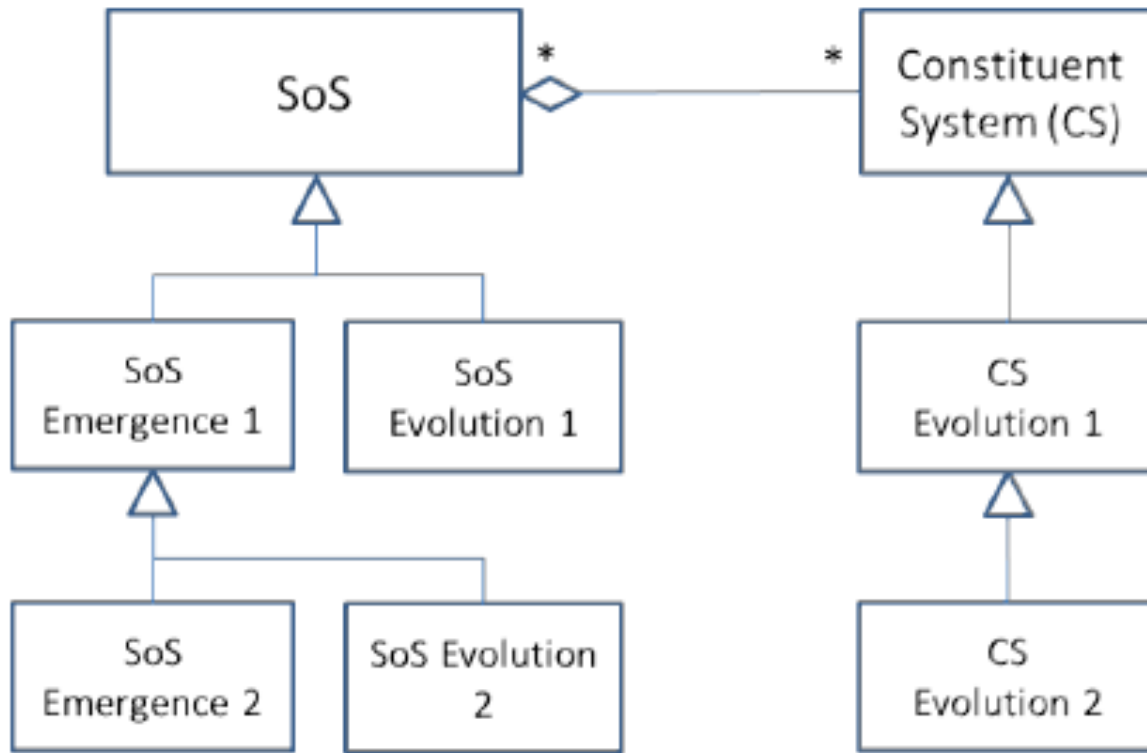 SoS
*
*
Constituent
System (CS)
SoS
Emergence 1
SoS
Evolution 1
CS
Evolution 1
SoS
Emergence 2
SoS Evolution
2
CS
Evolution 2